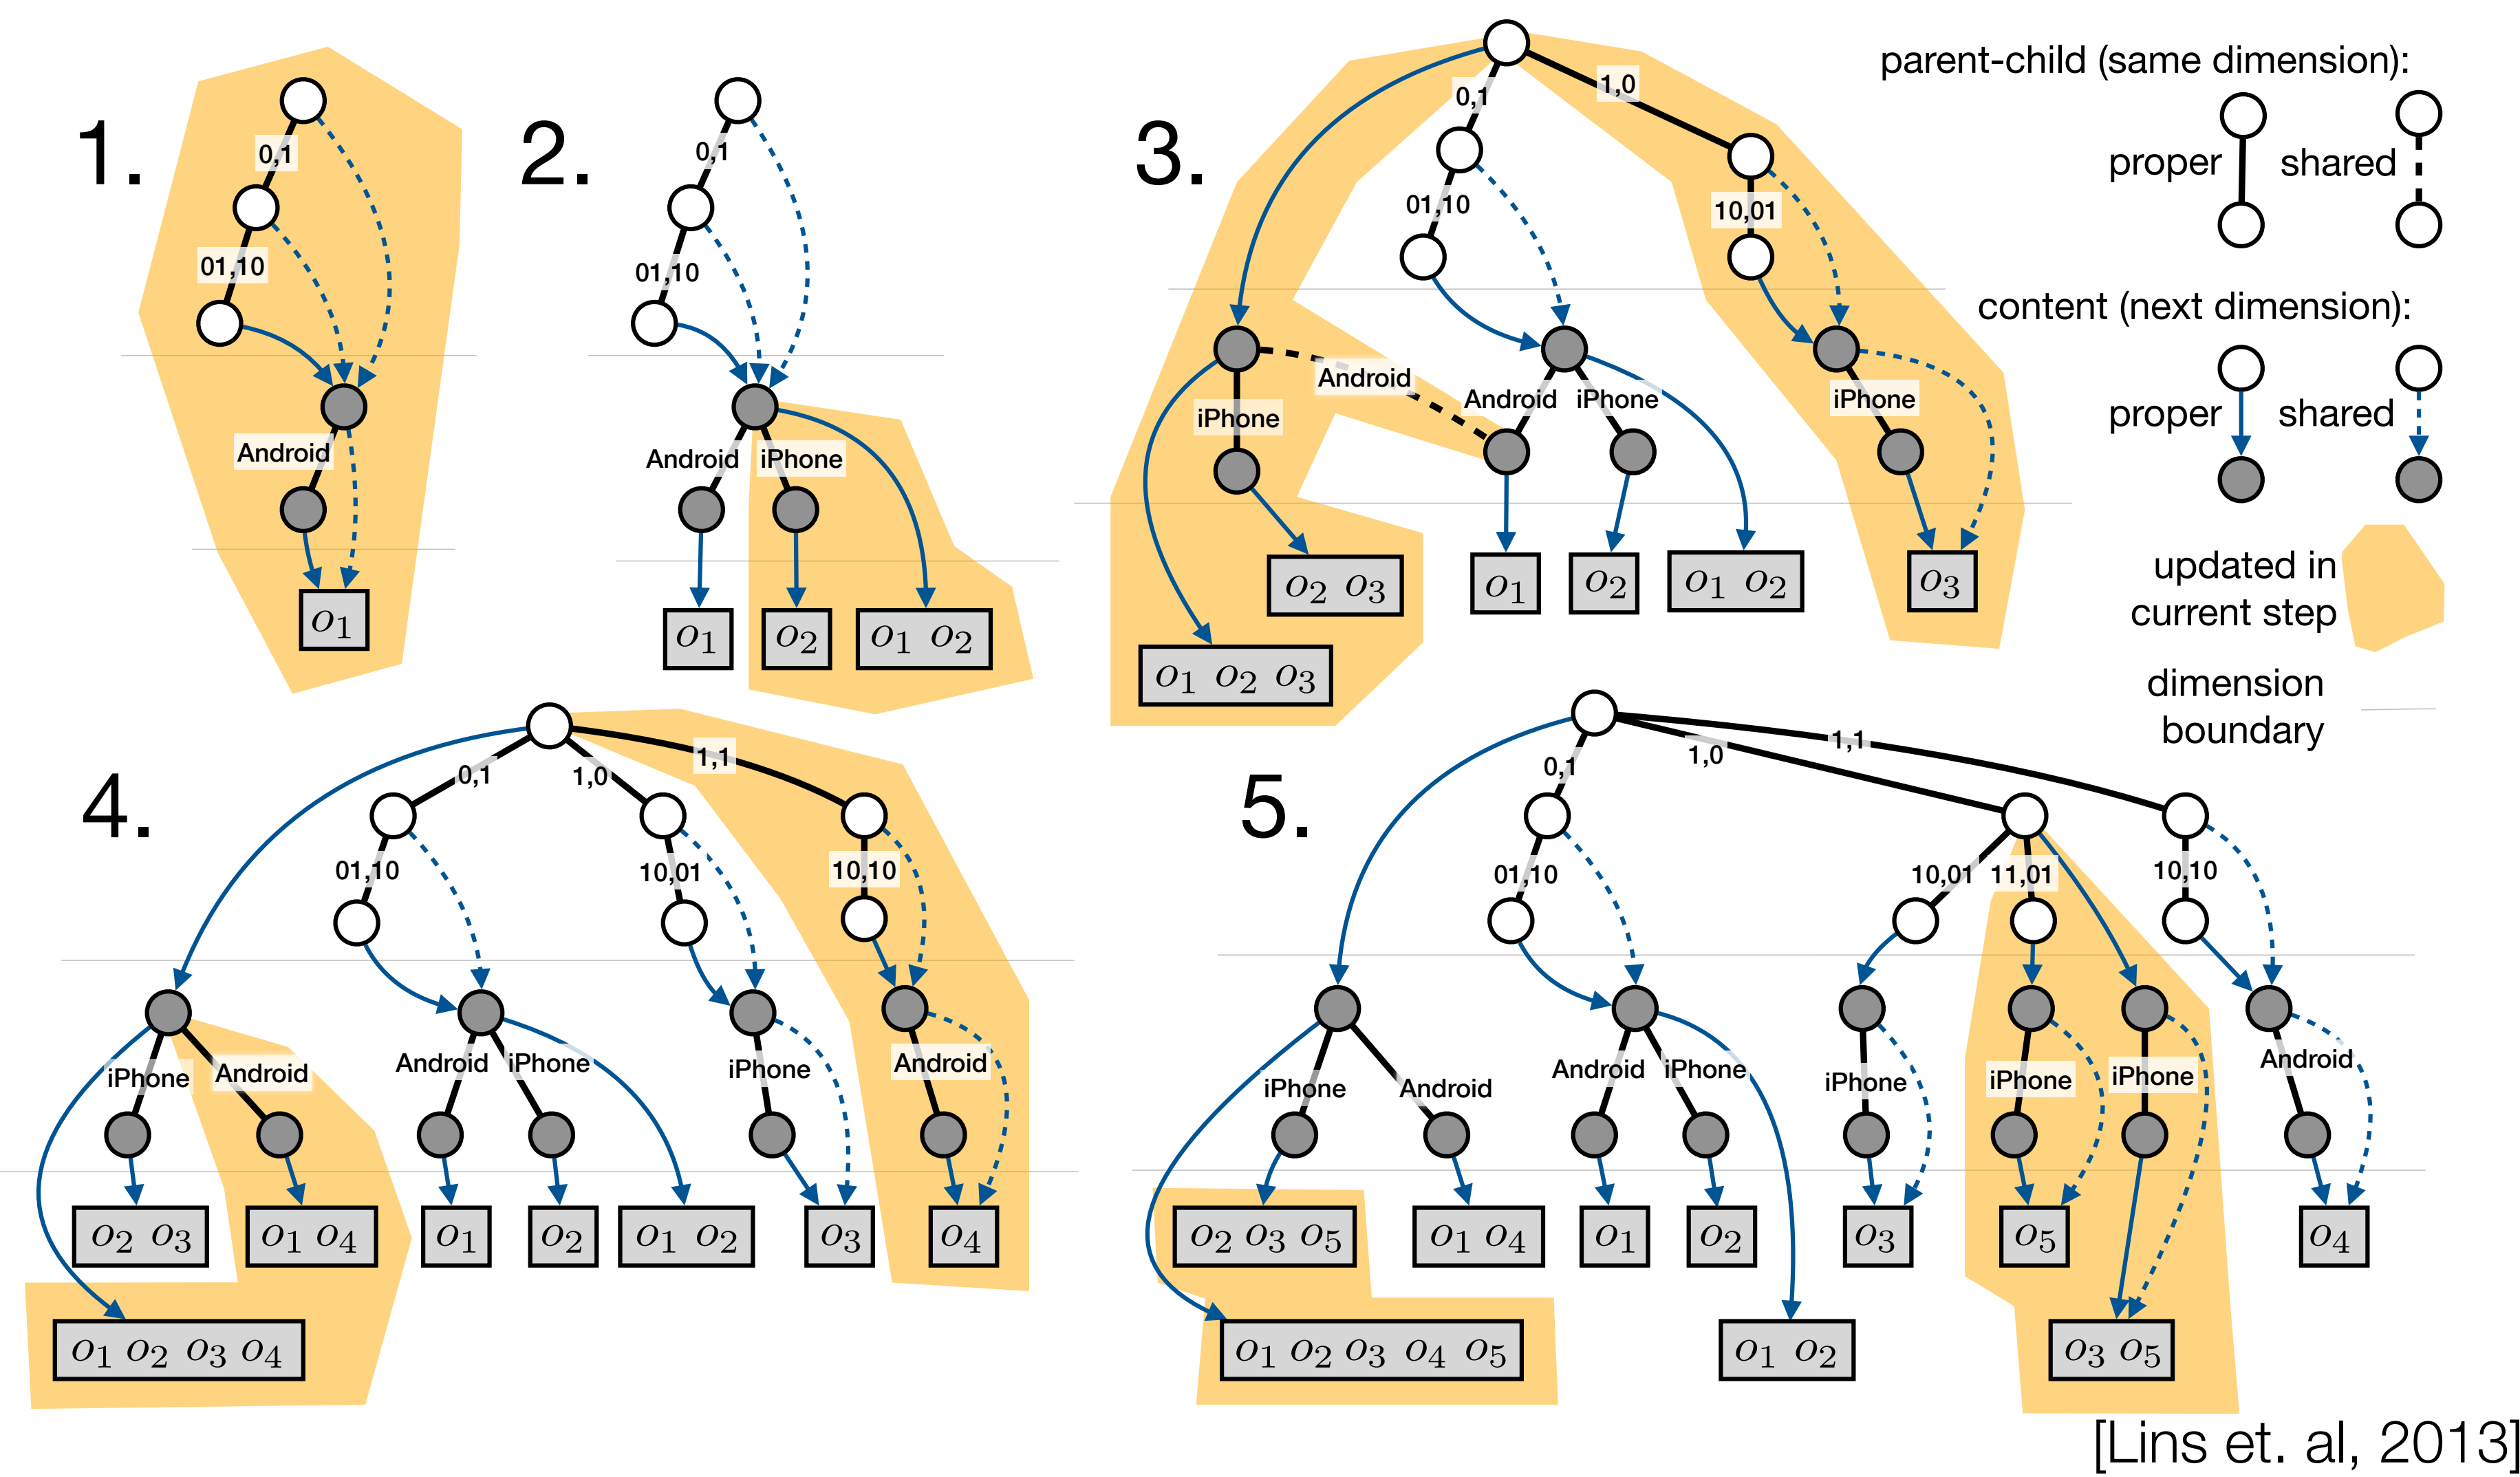 1.
0,1
01,10
Android
o1
2.
0,1
01,10
Android iPhone
o1 o2 o1 o2
3.
0,1 1,0
01,10 10,01
Android
iPhone Android iPhone iPhone
o2 o3 o1 o2 o1 o2 o3
o1 o2 o3
parent-child (same dimension):
proper shared
content (next dimension):
proper shared
updated in
current step
dimension
boundary
4.
0,1 1,0 1,1
01,10 10,01 10,10
iPhone Android Android iPhone iPhone Android
o2 o3 o1 o4 o1 o2 o1 o2 o3 o4
o1 o2 o3 o4
5.
0,1 1,0 1,1
01,10 10,01 11,01 10,10
iPhone Android Android iPhone iPhone iPhone iPhone Android
o2 o3 o5 o1 o4 o1 o2 o3 o5 o4
o1 o2 o3 o4 o5 o1 o2 o3 o5
[Lins et. al, 2013]